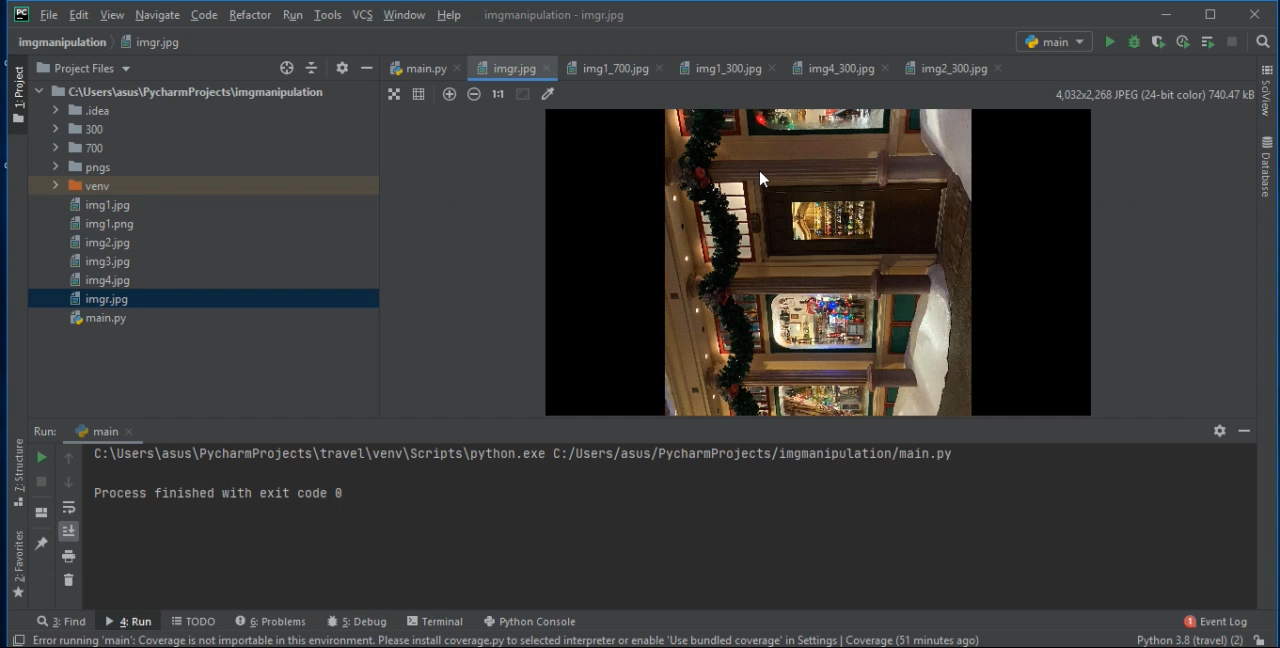 PC File Edit View Navigate Code Refactor Run Tools VCS Window Help imgmanipulation - imgr.jpg
imgmanipulation imgr.jpg main
1: Project
Project Files
main.py imgr.jpg img1_700.jpg img1_300.jpg img4_300.jpg img2_300.jpg
SciView
C:\Users\asus\PycharmProjects\imgmanipulation
1:1
4,032x2,268 JPEG (24-bit color) 740.47 kB
.idea
300
700
pngs
venv
img1.jpg
img1.png
img2.jpg
img3.jpg
img4.jpg
imgr.jpg
main.py
Database
Run: main
C:\Users\asus\PycharmProjects\travel\venv\Scripts\python.exe C:/Users/asus/PycharmProjects/imgmanipulation/main.py
Process finished with exit code 0
7: Structure
2: Favorites
3: Find 4: Run TODO 6: Problems 5: Debug Terminal Python Console 1 Event Log
Error running 'main': Coverage is not importable in this environment. Please install coverage.py to selected interpreter or enable 'Use bundled coverage' in Settings | Coverage (51 minutes ago) Python 3.8 (travel) (2)